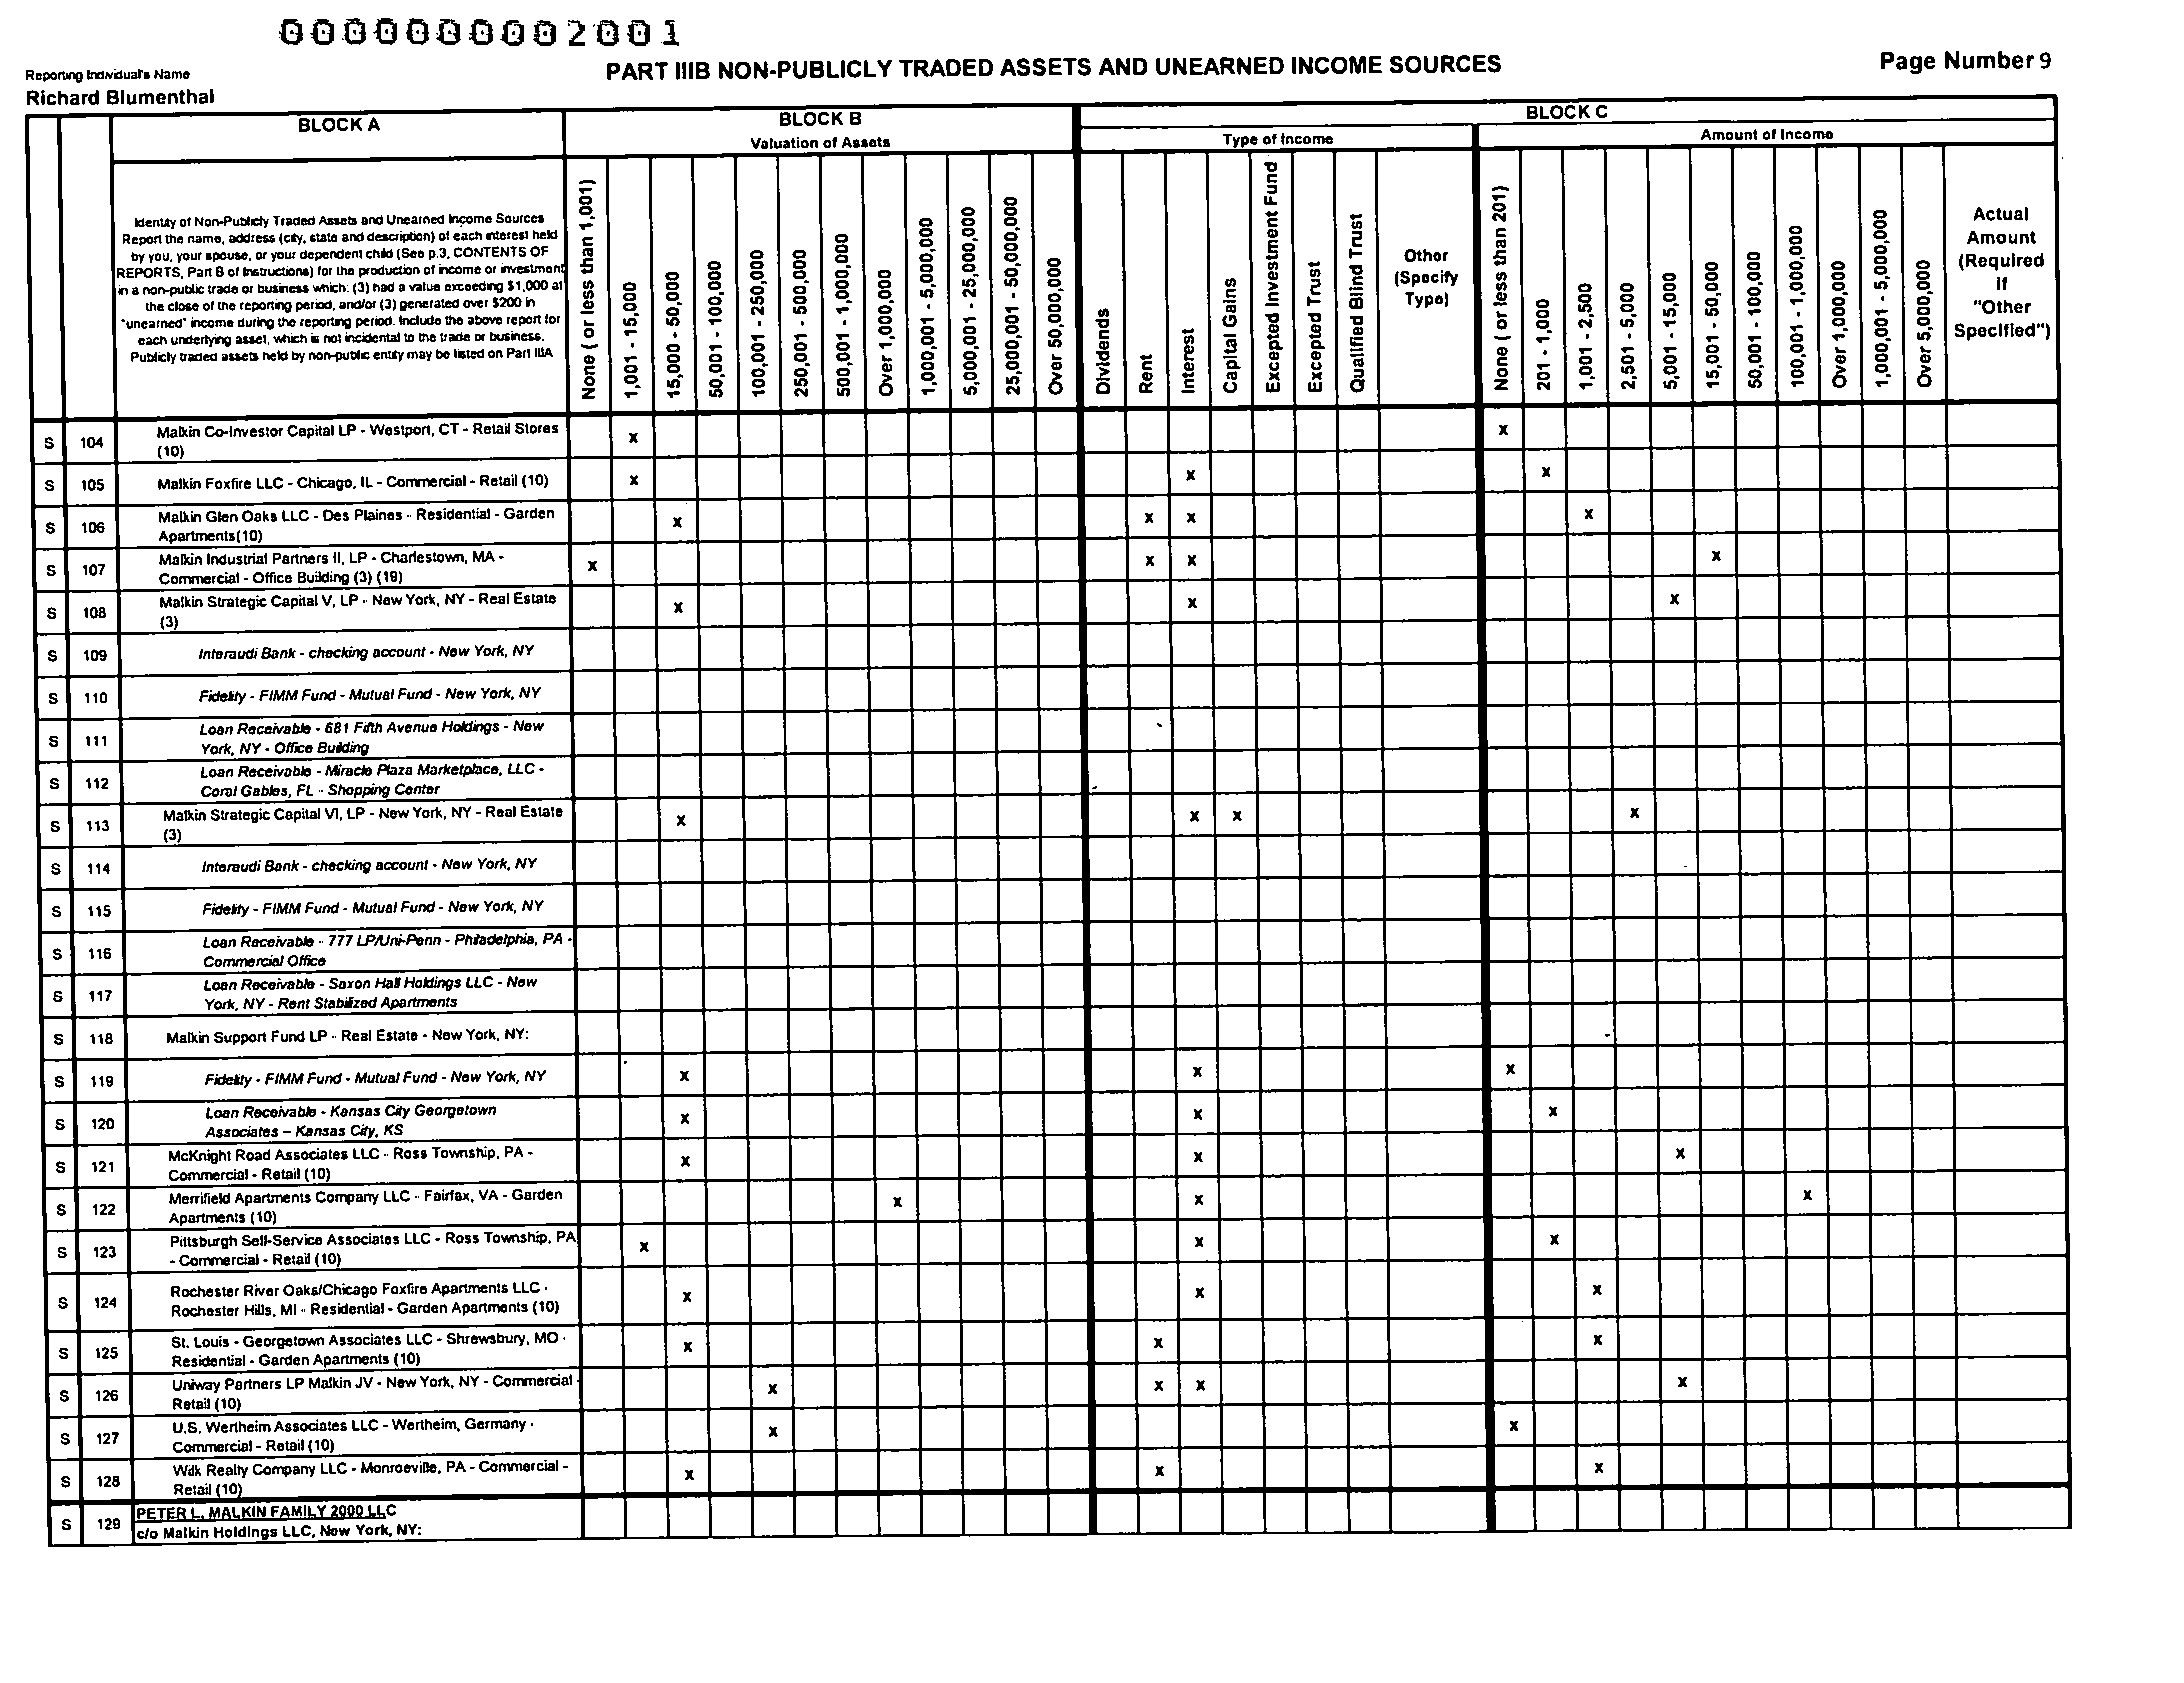 000000002001
Reporting Individual's Name
Richard Blumenthal
PART IIIB NON-PUBLICLY TRADED ASSETS AND UNEARNED INCOME SOURCES
Page Number 9
BLOCK A
BLOCK B
Valuation of Assets
BLOCK C
Type of Income
Amount of Income
Identity of Non-Publicly Traded Assets and Unearned Income Sources
Report the name, address (city, state and description) of each interest held
by you, your spouse, or your dependent child (See p.3, CONTENTS OF
REPORTS, Part B of Instructions) for the production of income or investment
in a non-public trade or business which: (3) had a value exceeding $1,000 at
the close of the reporting period, and/or (3) generated over $200 in
"unearned" income during the reporting period. Include the above report for
each underlying asset, which is not incidental to the trade or business.
Publicly traded assets held by non-public entity may be listed on Part IIIA
None ( or less than 1,001)
1,001 - 15,000
15,000 - 50,000
50,001 - 100,000
100,001 - 250,000
250,001 - 500,000
500,001 - 1,000,000
Over 1,000,000
1,000,001 - 5,000,000
5,000,001 - 25,000,000
25,000,001 - 50,000,000
Over 50,000,000
Dividends
Rent
Interest
Capital Gains
Excepted Investment Fund
Excepted Trust
Qualified Blind Trust
Other
(Specify
Type)
None ( or less than 201)
201 - 1,000
1,001 - 2,500
2,501 - 5,000
5,001 - 15,000
15,001 - 50,000
50,001 - 100,000
100,001 - 1,000,000
Over 1,000,000
1,000,001 - 5,000,000
Over 5,000,000
Actual
Amount
(Required
If
"Other
Specified")
S 104 Malkin Co-Investor Capital LP - Westport, CT - Retail Stores x x
(10)
S 105 Malkin Foxfire LLC - Chicago, IL - Commercial - Retail (10) x x x
S 106 Malkin Glen Oaks LLC - Des Plaines - Residential - Garden x x x x
Apartments(10)
S 107 Malkin Industrial Partners II, LP - Charlestown, MA - x x x x
Commercial - Office Building (3) (19)
S 108 Malkin Strategic Capital V, LP - New York, NY - Real Estate x x x
(3)
S 109 Interaudi Bank - checking account - New York, NY
S 110 Fidelity - FIMM Fund - Mutual Fund - New York, NY
S 111 Loan Receivable - 681 Fifth Avenue Holdings - New
York, NY - Office Building
S 112 Loan Receivable - Miracle Plaza Marketplace, LLC -
Coral Gables, FL - Shopping Center
S 113 Malkin Strategic Capital VI, LP - New York, NY - Real Estate x x x x
(3)
S 114 Interaudi Bank - checking account - New York, NY
S 115 Fidelity - FIMM Fund - Mutual Fund - New York, NY
S 116 Loan Receivable - 777 LP/Uni-Penn - Philadelphia, PA -
Commercial Office
S 117 Loan Receivable - Saxon Hall Holdings LLC - New
York, NY - Rent Stabilized Apartments
S 118 Malkin Support Fund LP - Real Estate - New York, NY:
S 119 Fidelity - FIMM Fund - Mutual Fund - New York, NY x x x
S 120 Loan Receivable - Kansas City Georgetown x x x
Associates – Kansas City, KS
S 121 McKnight Road Associates LLC - Ross Township, PA - x x x
Commercial - Retail (10)
S 122 Merrifield Apartments Company LLC - Fairfax, VA - Garden x x x
Apartments (10)
S 123 Pittsburgh Self-Service Associates LLC - Ross Township, PA x x x
- Commercial - Retail (10)
S 124 Rochester River Oaks/Chicago Foxfire Apartments LLC - x x x
Rochester Hills, MI - Residential - Garden Apartments (10)
S 125 St. Louis - Georgetown Associates LLC - Shrewsbury, MO - x x x
Residential - Garden Apartments (10)
S 126 Uniway Partners LP Malkin JV - New York, NY - Commercial - x x x x
Retail (10)
S 127 U.S. Wertheim Associates LLC - Wertheim, Germany - x x
Commercial - Retail (10)
S 128 Wilk Realty Company LLC - Monroeville, PA - Commercial - x x x
Retail (10)
S 129 PETER L. MALKIN FAMILY 2000 LLC
c/o Malkin Holdings LLC, New York, NY: